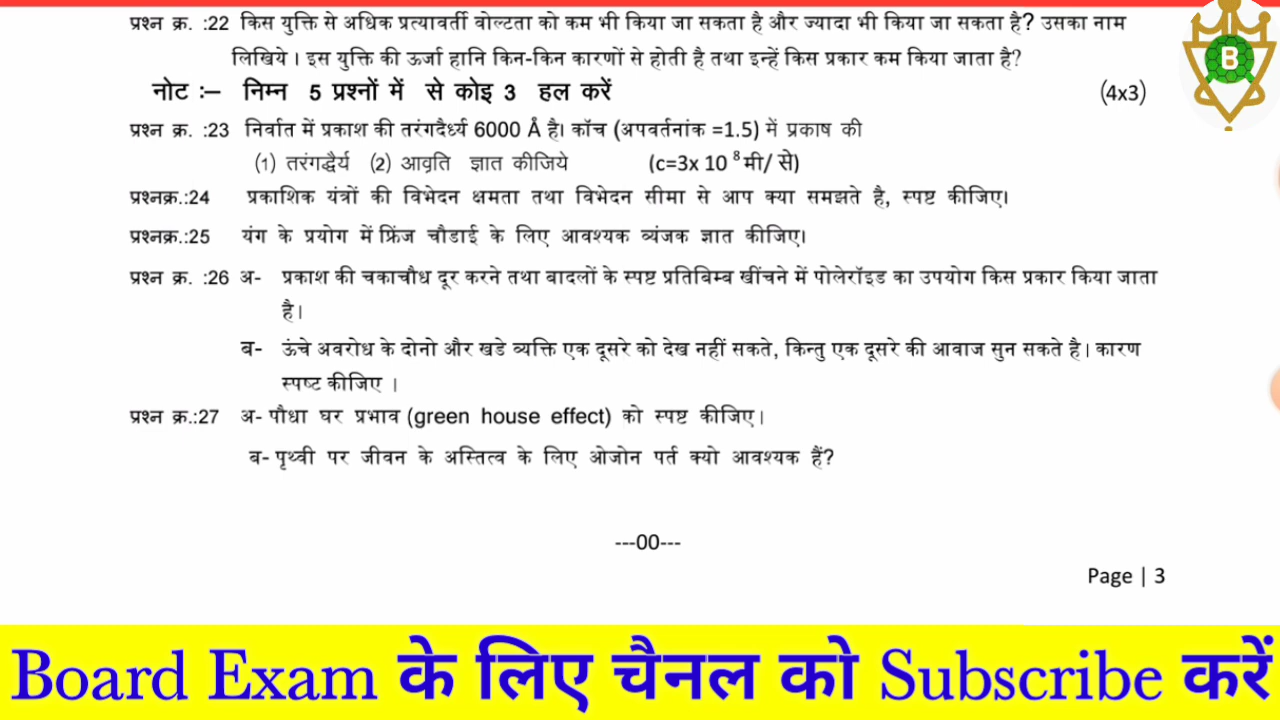 प्रश्न क्र. :22 किस युक्ति से अधिक प्रत्यावर्ती वोल्टता को कम भी किया जा सकता है और ज्यादा भी किया जा सकता है? उसका नाम
लिखिये। इस युक्ति की ऊर्जा हानि किन-किन कारणों से होती है तथा इन्हें किस प्रकार कम किया जाता है?
नोट :– निम्न 5 प्रश्नों में से कोइ 3 हल करें (4x3)
प्रश्न क्र. :23 निर्वात में प्रकाश की तरंगदैर्ध्य 6000 Å है। कॉच (अपवर्तनांक =1.5) में प्रकाष की
(1) तरंगद्धैर्य (2) आवृति ज्ञात कीजिये (c=3x 10 ⁸ मी/ से)
प्रश्नक्र.:24 प्रकाशिक यंत्रों की विभेदन क्षमता तथा विभेदन सीमा से आप क्या समझते है, स्पष्ट कीजिए।
प्रश्नक्र.:25 यंग के प्रयोग में फ्रिंज चौडाई के लिए आवश्यक व्यंजक ज्ञात कीजिए।
प्रश्न क्र. :26 अ- प्रकाश की चकाचौध दूर करने तथा बादलों के स्पष्ट प्रतिबिम्ब खींचने में पोलेरॉइड का उपयोग किस प्रकार किया जाता
है।
ब- ऊंचे अवरोध के दोनो और खडे व्यक्ति एक दूसरे को देख नहीं सकते, किन्तु एक दूसरे की आवाज सुन सकते है। कारण
स्पष्ट कीजिए ।
प्रश्न क्र.:27 अ- पौधा घर प्रभाव (green house effect) को स्पष्ट कीजिए।
ब- पृथ्वी पर जीवन के अस्तित्व के लिए ओजोन पर्त क्यो आवश्यक हैं?
---00---
Page | 3
B
Board Exam के लिए चैनल को Subscribe करें